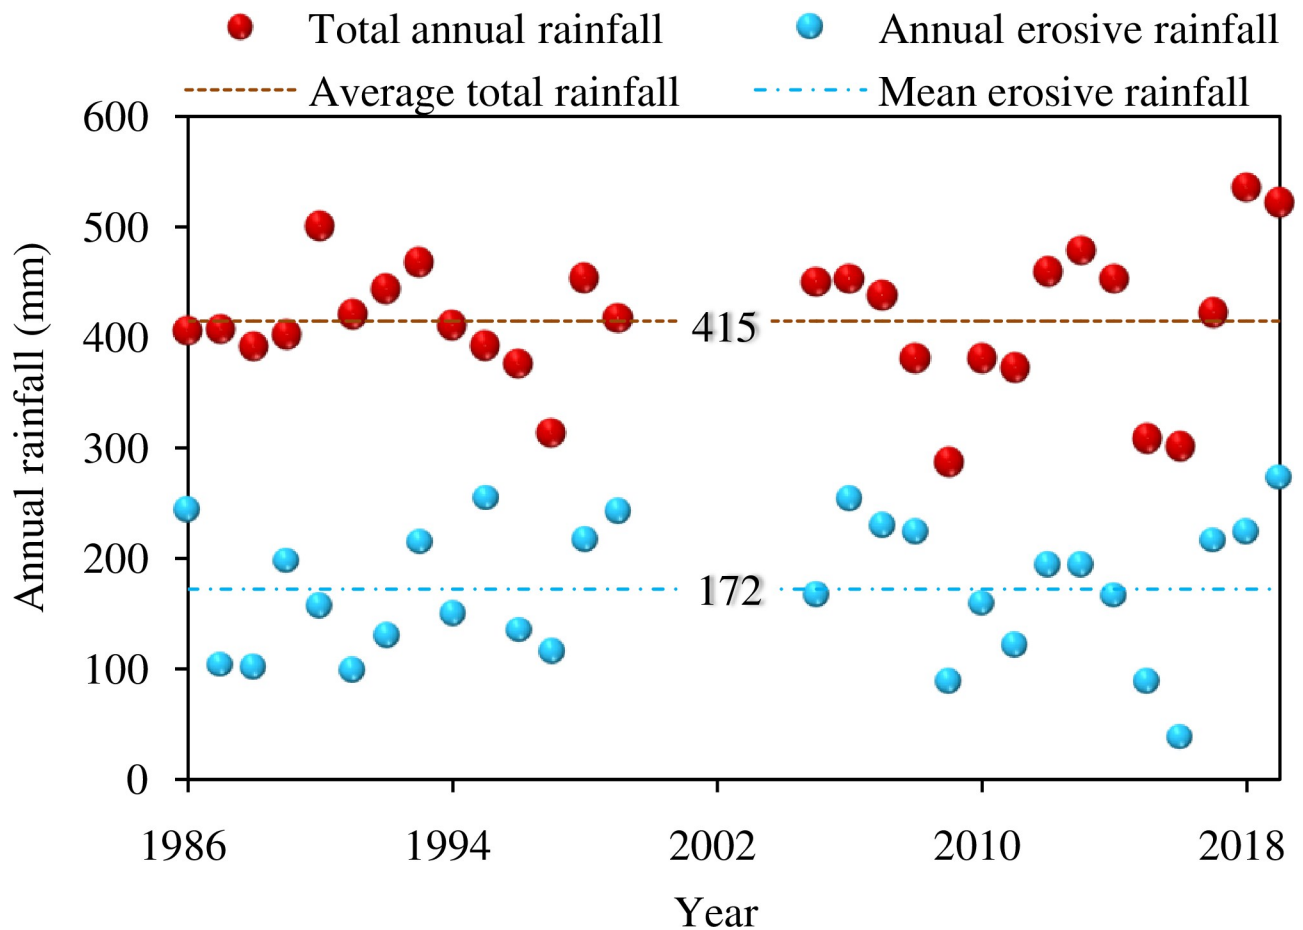 Total annual rainfall Annual erosive rainfall
Average total rainfall Mean erosive rainfall
600
500
400
300
200
100
0
415
172
1986 1994 2002 2010 2018
Year
Annual rainfall (mm)